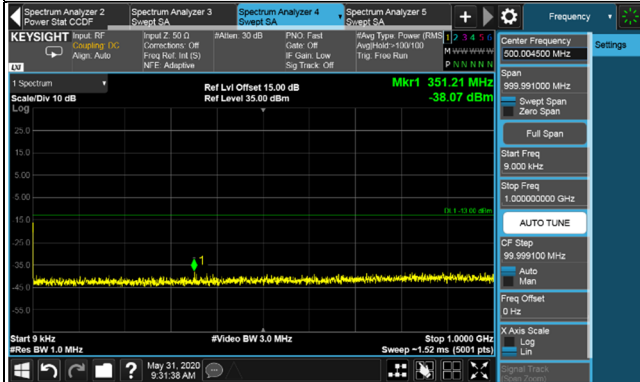 Spectrum Analyzer 2
Power Stat CCDF
Spectrum Analyzer 3
Swept SA
Spectrum Analyzer 4
Swept SA
Spectrum Analyzer 5
Swept SA
+
Frequency
KEYSIGHT
Input: RF
Coupling: DC
Align: Auto
Input Z: 50 Ω
Corrections: Off
Freq Ref: Int (S)
NFE: Adaptive
#Atten: 30 dB
PNO: Fast
Gate: Off
IF Gain: Low
Sig Track: Off
#Avg Type: Power (RMS
Avg|Hold:>100/100
Trig: Free Run
1 2 3 4 5 6
M W W W W W
P N N N N N
LXI
Center Frequency
500.004500 MHz
Settings
1 Spectrum
Scale/Div 10 dB
Log
Ref Lvl Offset 15.00 dB
Ref Level 35.00 dBm
Mkr1 351.21 MHz
-38.07 dBm
Span
999.991000 MHz
Swept Span
Zero Span
Full Span
Start Freq
9.000 kHz
Stop Freq
1.000000000 GHz
AUTO TUNE
CF Step
99.999100 MHz
Auto
Man
Freq Offset
0 Hz
X Axis Scale
Log
Lin
Signal Track
(Span Zoom)
25.0
15.0
5.00
-5.00
DL1 -13.00 dBm
-15.0
-25.0
1
-35.0
-45.0
-55.0
Start 9 kHz
#Res BW 1.0 MHz
#Video BW 3.0 MHz
Stop 1.0000 GHz
Sweep ~1.52 ms (5001 pts)
?
May 31, 2020
9:31:38 AM